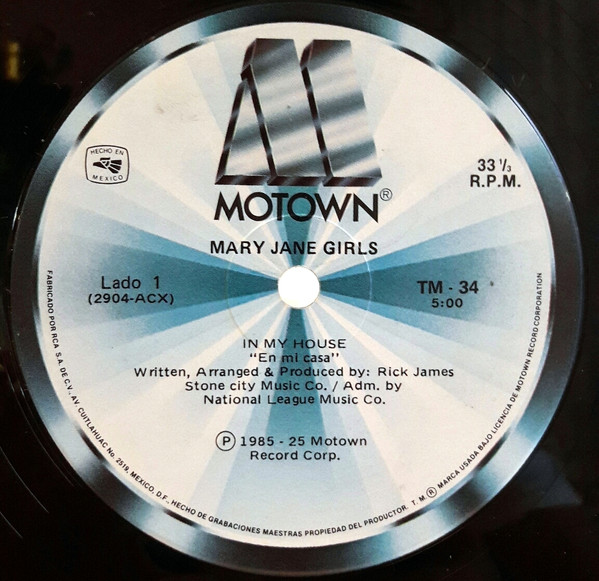 MOTOWN®
HECHO EN
MEXICO
33 ⅓
R.P.M.
MARY JANE GIRLS
Lado 1
(2904-ACX)
TM - 34
5:00
IN MY HOUSE
"En mi casa"
Written, Arranged & Produced by: Rick James
Stone city Music Co. / Adm. by
National League Music Co.
Ⓟ 1985 - 25 Motown
Record Corp.
FABRICADO POR RCA S.A. DE C.V., AV. CUITLAHUAC No. 2519, MEXICO, D.F., HECHO DE GRABACIONES MAESTRAS PROPIEDAD DEL PRODUCTOR. T.M.® MARCA USADA BAJO LICENCIA DE MOTOWN RECORD CORPORATION